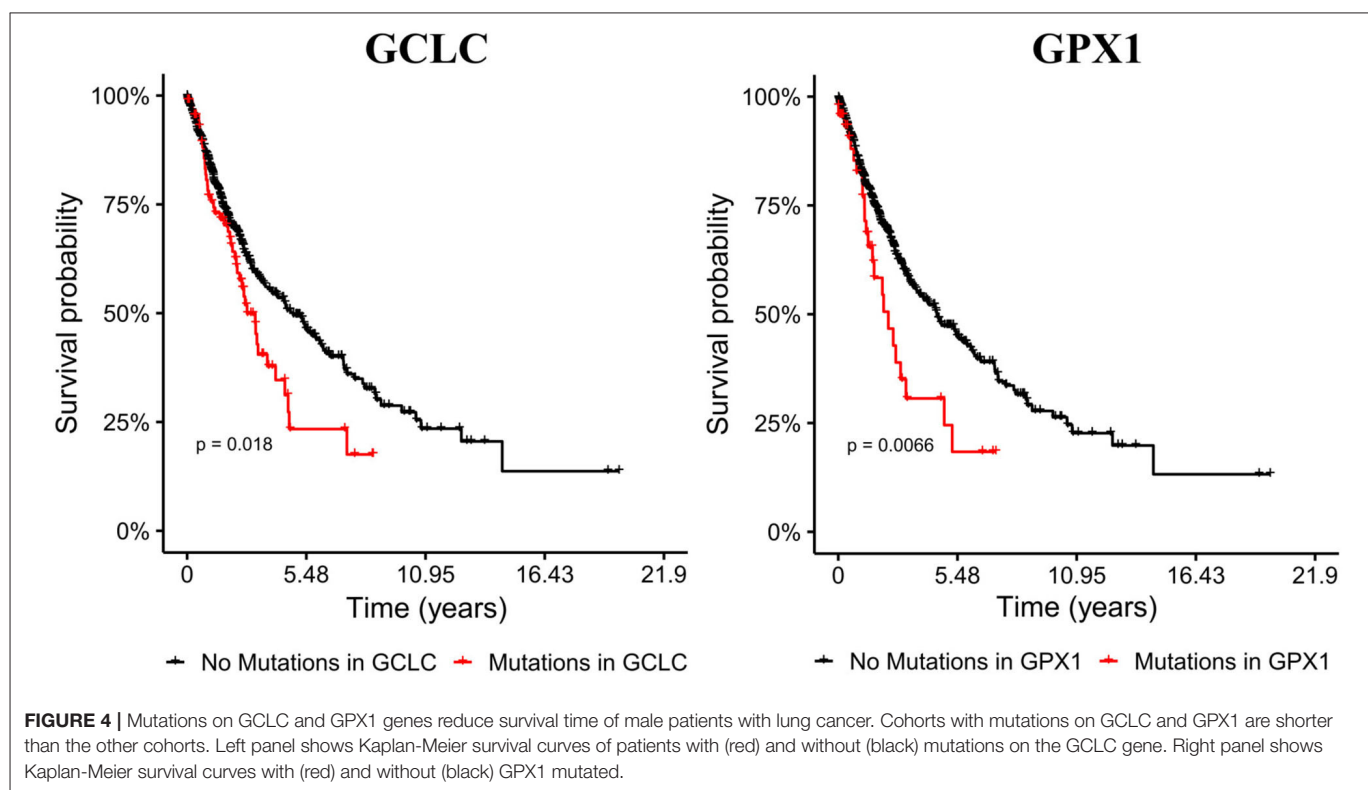 GCLC
100%
75%
50%
25%
0%
Survival probability
p = 0.018
0 5.48 10.95 16.43 21.9
Time (years)
No Mutations in GCLC Mutations in GCLC
GPX1
100%
75%
50%
25%
0%
Survival probability
p = 0.0066
0 5.48 10.95 16.43 21.9
Time (years)
No Mutations in GPX1 Mutations in GPX1
FIGURE 4 | Mutations on GCLC and GPX1 genes reduce survival time of male patients with lung cancer. Cohorts with mutations on GCLC and GPX1 are shorter
than the other cohorts. Left panel shows Kaplan-Meier survival curves of patients with (red) and without (black) mutations on the GCLC gene. Right panel shows
Kaplan-Meier survival curves with (red) and without (black) GPX1 mutated.